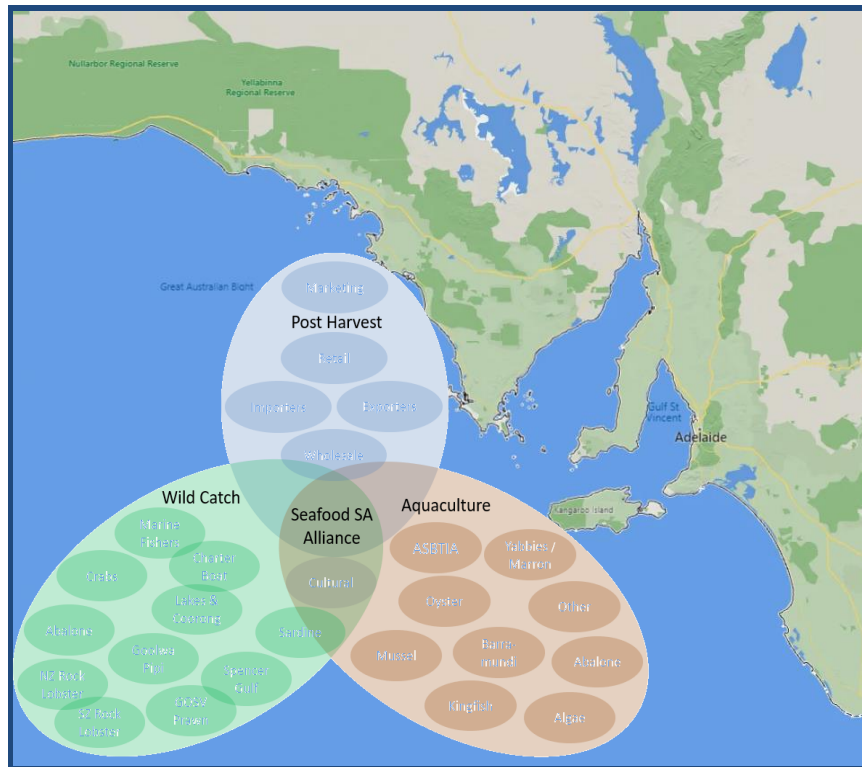 Nullarbor Regional Reserve
Yellabinna
Regional Reserve
Great Australian Bight
Marketing
Post Harvest
Retail
Importers
Exporters
Gulf St
Vincent
Adelaide
Wholesale
Wild Catch
Aquaculture
Kangaroo Island
Seafood SA
Alliance
Marine
Fishers
Charter
Boat
Crabs
Lakes &
Coorong
Abalone
Goolwa
Pipi
NZ Rock
Lobster
Spencer
Gulf
SZ Rock
Lobster
Prawn
Cultural
Sardine
ASBTIA
Yabbies /
Marron
Oyster
Other
Mussel
Barra
mundi
Abalone
Kingfish
Algae